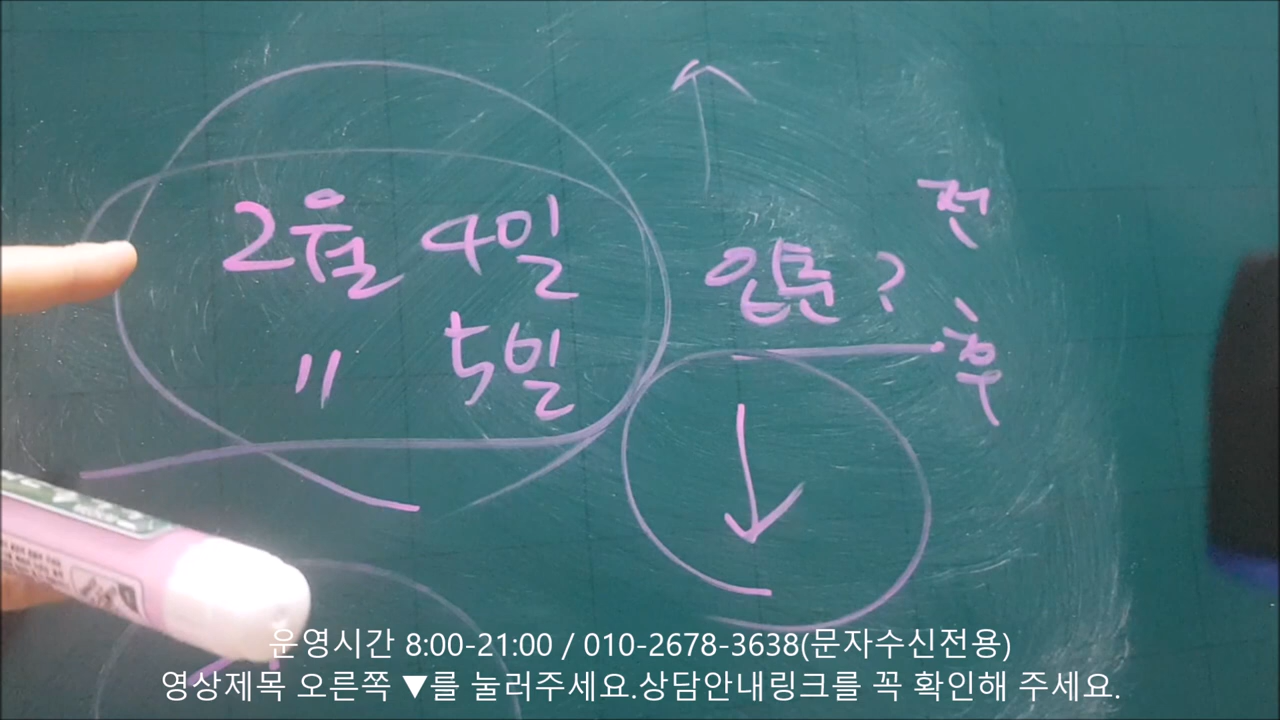 2월 4일
〃 5일
입춘?
전
후
운영시간 8:00-21:00 / 010-2678-3638(문자수신전용)
영상제목 오른쪽 ▼를 눌러주세요.상담안내링크를 꼭 확인해 주세요.